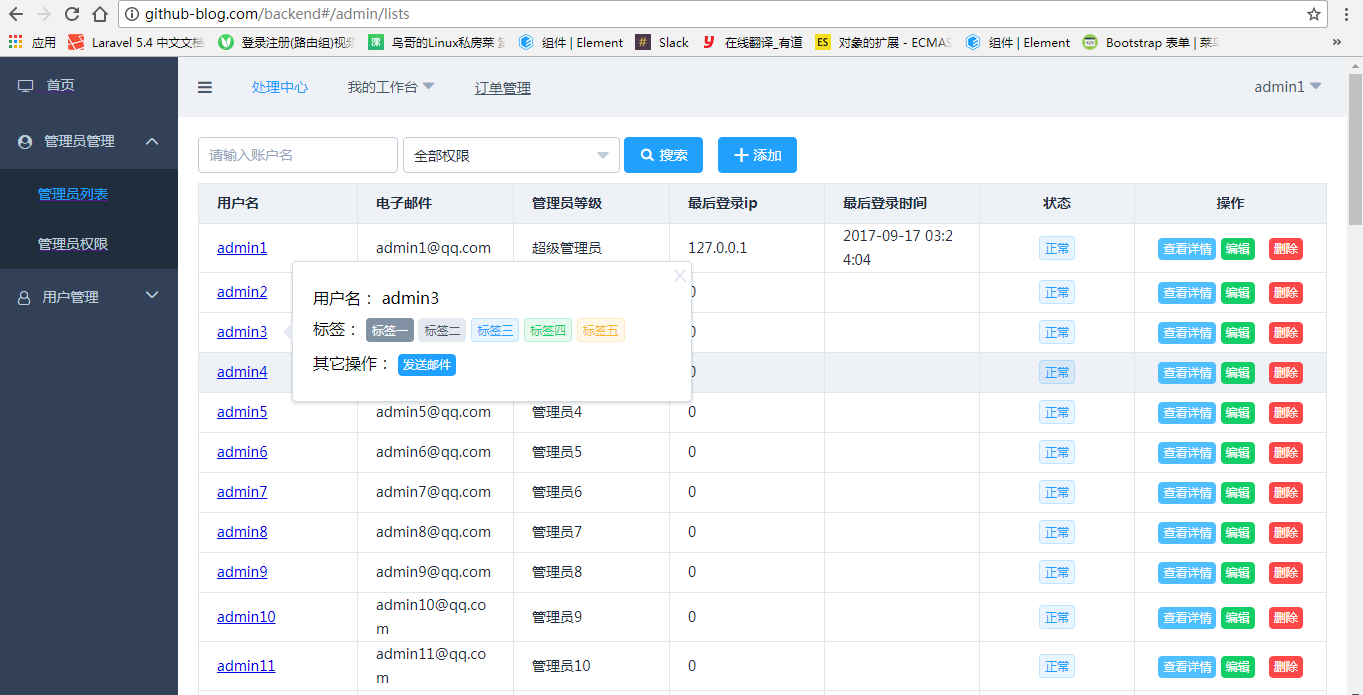 github-blog.com/backend#/admin/lists
应用 Laravel 5.4 中文文档 登录注册(路由组)视频 鸟哥的Linux私房菜 组件 | Element # Slack y 在线翻译_有道 ES 对象的扩展 - ECMAS 组件 | Element Bootstrap 表单 | 菜鸟 »
首页 处理中心 我的工作台 订单管理 admin1
管理员管理
管理员列表
管理员权限
用户管理
请输入账户名 全部权限 搜索 添加
用户名 电子邮件 管理员等级 最后登录ip 最后登录时间 状态 操作
admin1 admin1@qq.com 超级管理员 127.0.0.1 2017-09-17 03:2 正常 查看详情 编辑 删除
4:04
admin2 0 正常 查看详情 编辑 删除
admin3 正常 查看详情 编辑 删除
用户名： admin3
标签： 标签一 标签二 标签三 标签四 标签五
其它操作： 发送邮件
admin4 0 正常 查看详情 编辑 删除
admin5 admin5@qq.com 管理员4 0 正常 查看详情 编辑 删除
admin6 admin6@qq.com 管理员5 0 正常 查看详情 编辑 删除
admin7 admin7@qq.com 管理员6 0 正常 查看详情 编辑 删除
admin8 admin8@qq.com 管理员7 0 正常 查看详情 编辑 删除
admin9 admin9@qq.com 管理员8 0 正常 查看详情 编辑 删除
admin10 admin10@qq.co 管理员9 0 正常 查看详情 编辑 删除
m
admin11 admin11@qq.co 管理员10 0 正常 查看详情 编辑 删除
m